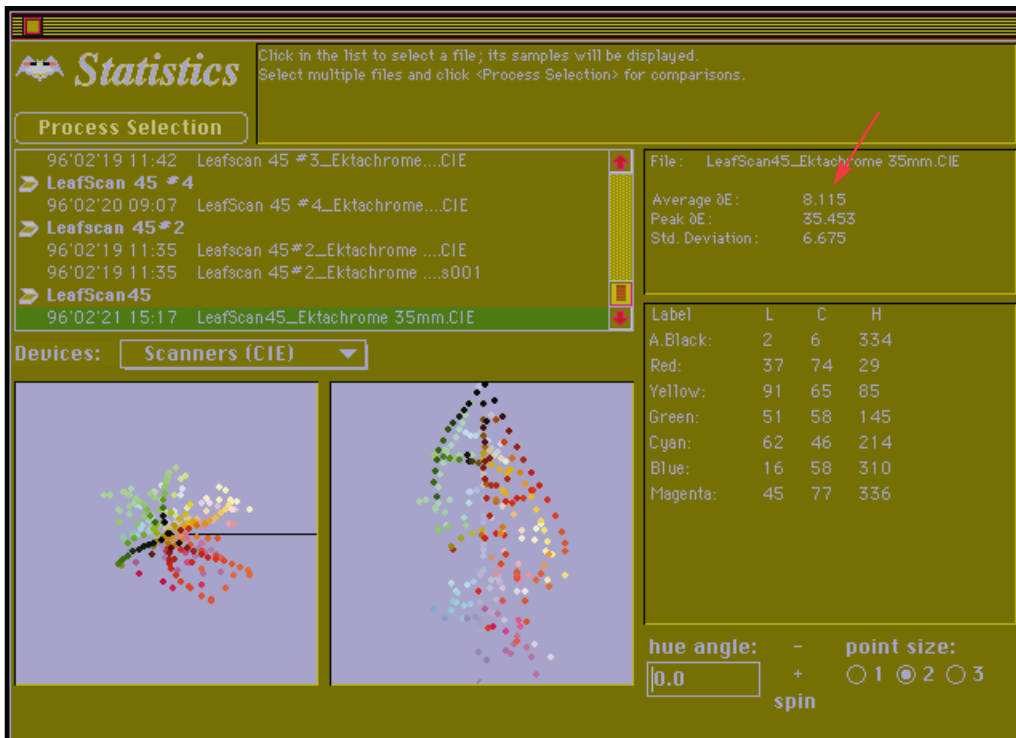 Statistics
Click in the list to select a file; its samples will be displayed.
Select multiple files and click <Process Selection> for comparisons.
Process Selection
96'02'19 11:42 Leafscan 45 #3_Ektachrome....CIE
LeafScan 45 #4
96'02'20 09:07 LeafScan 45 #4_Ektachrome....CIE
Leafscan 45#2
96'02'19 11:35 Leafscan 45#2_Ektachrome....CIE
96'02'19 11:35 Leafscan 45#2_Ektachrome ....s001
LeafScan45
96'02'21 15:17 LeafScan45_Ektachrome 35mm.CIE
Devices: Scanners (CIE)
File: LeafScan45_Ektachrome 35mm.CIE
Average ∂E: 8.115
Peak ∂E: 35.453
Std. Deviation: 6.675
Label L C H
A.Black: 2 6 334
Red: 37 74 29
Yellow: 91 65 85
Green: 51 58 145
Cyan: 62 46 214
Blue: 16 58 310
Magenta: 45 77 336
hue angle: - point size:
0.0 + 1 2 3
spin